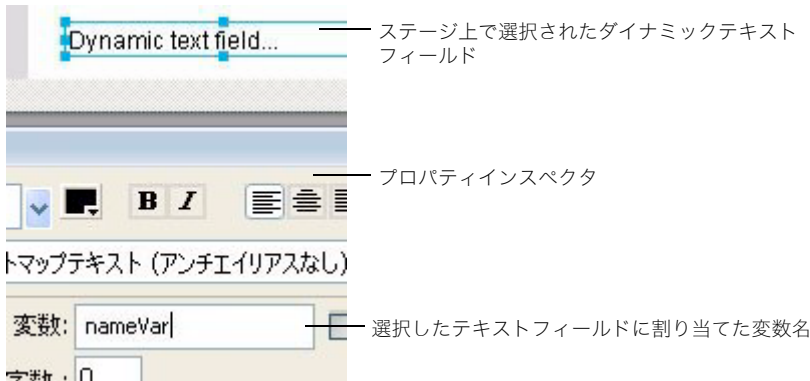 Dynamic text field...
ステージ上で選択されたダイナミックテキスト
フィールド
プロパティインスペクタ
B I
トマップテキスト (アンチエイリアスなし)
変数: nameVar
選択したテキストフィールドに割り当てた変数名
字数: 0